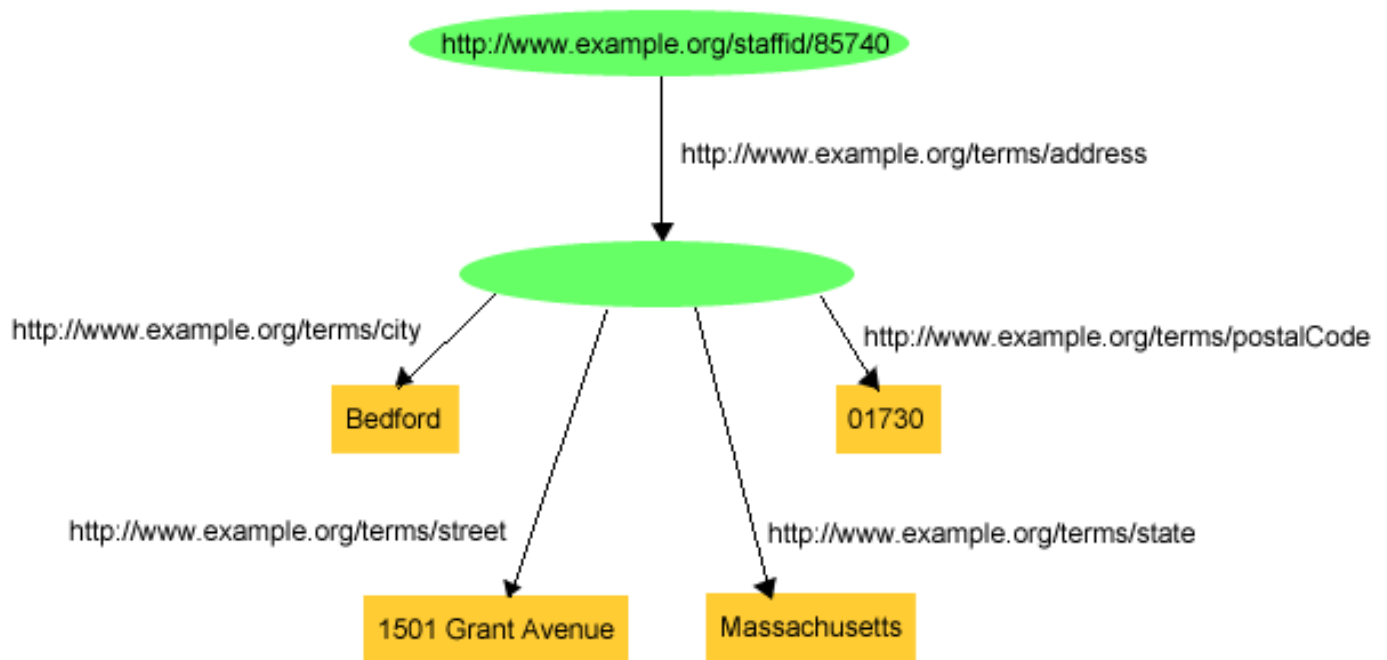 http://www.example.org/staffid/85740
http://www.example.org/terms/address
http://www.example.org/terms/city
http://www.example.org/terms/postalCode
Bedford
01730
http://www.example.org/terms/street
http://www.example.org/terms/state
1501 Grant Avenue
Massachusetts